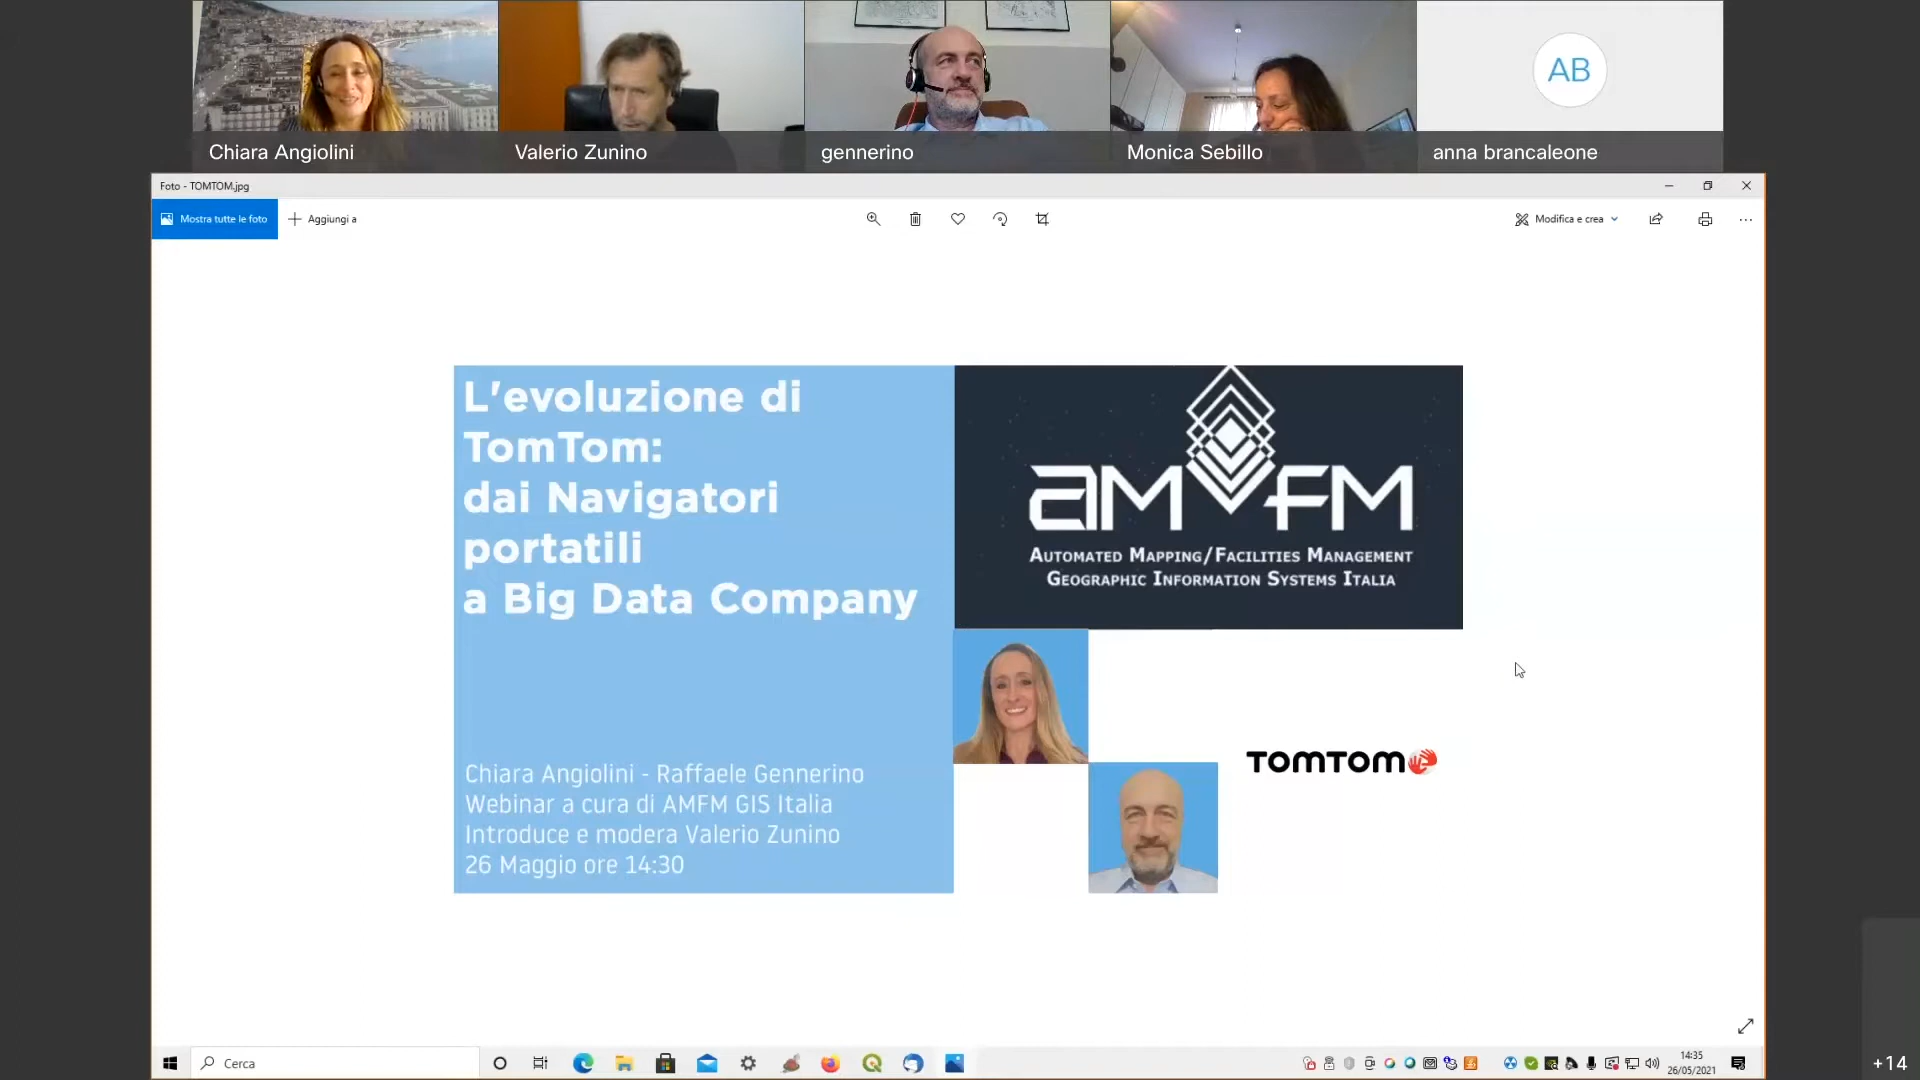 Chiara Angiolini
Valerio Zunino
gennerino
Monica Sebillo
AB
anna brancaleone
Foto - TOMTOM.jpg
Mostra tutte le foto
Aggiungi a
Modifica e crea
L'evoluzione di
TomTom:
dai Navigatori
portatili
a Big Data Company
Chiara Angiolini - Raffaele Gennerino
Webinar a cura di AMFM GIS Italia
Introduce e modera Valerio Zunino
26 Maggio ore 14:30
aMFM
AUTOMATED MAPPING/FACILITIES MANAGEMENT
GEOGRAPHIC INFORMATION SYSTEMS ITALIA
TOMTOM
Cerca
14:35
26/05/2021
+14